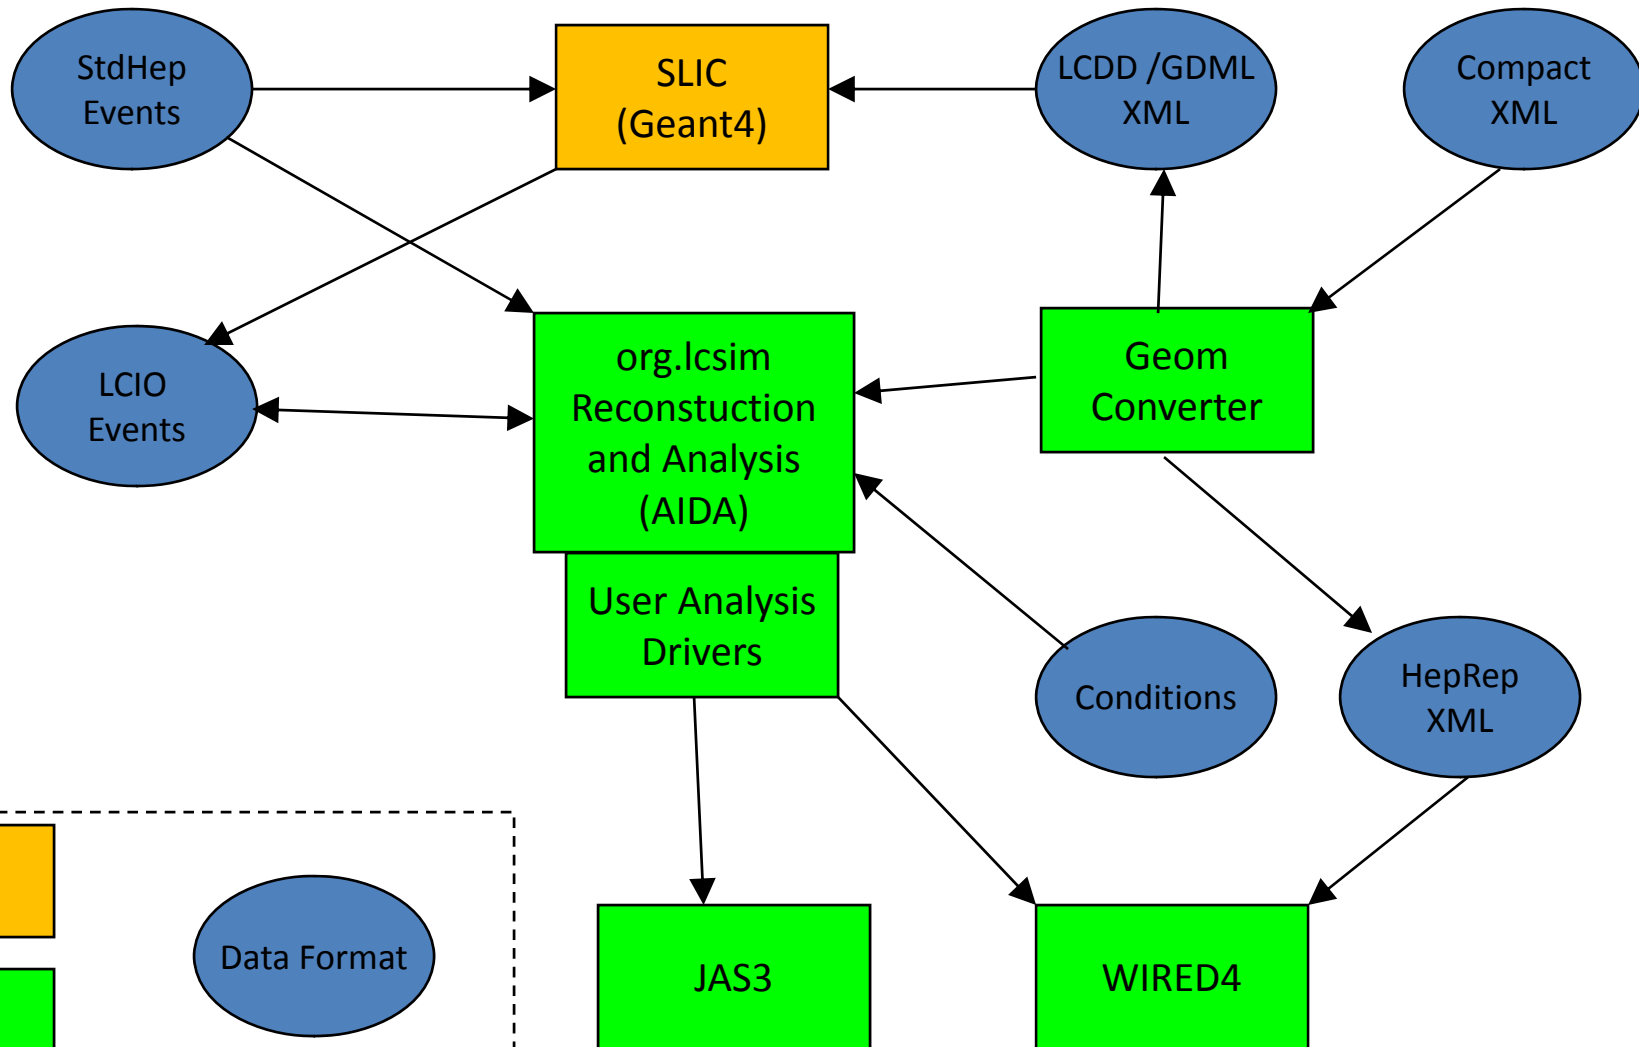 StdHep
Events
SLIC
(Geant4)
LCDD /GDML
XML
Compact
XML
LCIO
Events
org.lcsim
Reconstuction
and Analysis
(AIDA)
Geom
Converter
User Analysis
Drivers
Conditions
HepRep
XML
Data Format
JAS3
WIRED4